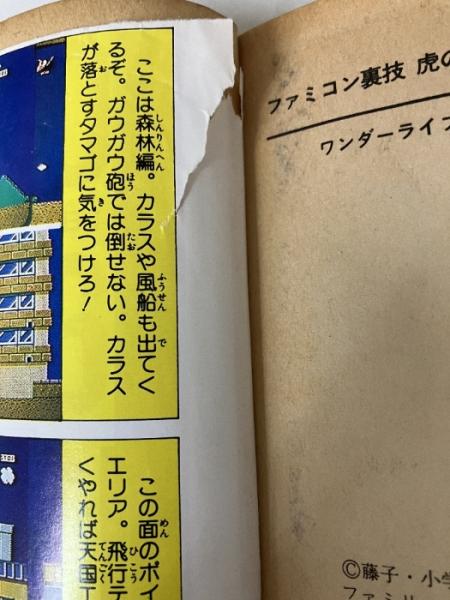 ここは森林編。カラスや風船も出てく
るぞ。ガウガウ砲では倒せない。カラス
が落とすタマゴに気をつけろ!
この面のポイ
エリア。飛行テ
くやれば天国エ
ファミコン裏技 虎の
ワンダーライフ
©藤子・小学
ファミリー